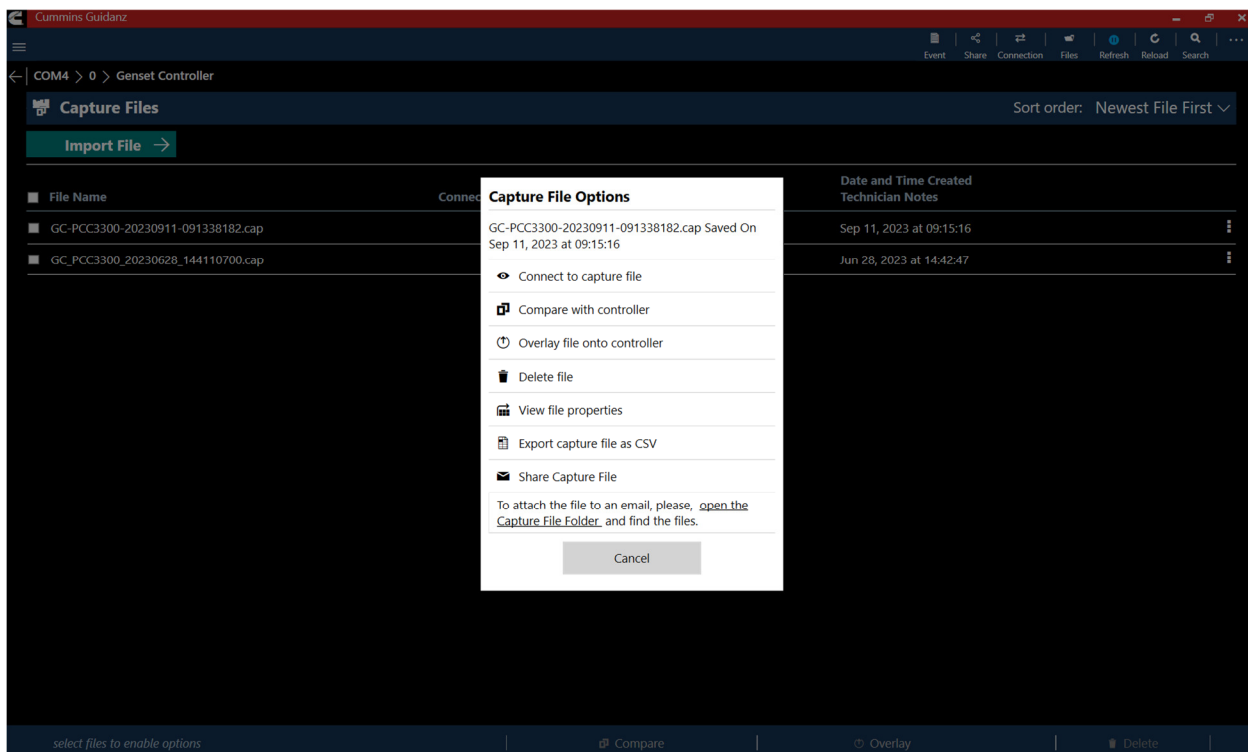 Cummins Guidanz
Event Share Connection Files Refresh Reload Search
COM4 > 0 > Genset Controller
Capture Files
Sort order: Newest File First
Import File
File Name
Connec
Date and Time Created
Technician Notes
GC-PCC3300-20230911-091338182.cap
Sep 11, 2023 at 09:15:16
GC_PCC3300_20230628_144110700.cap
Jun 28, 2023 at 14:42:47
Capture File Options
GC-PCC3300-20230911-091338182.cap Saved On
Sep 11, 2023 at 09:15:16
Connect to capture file
Compare with controller
Overlay file onto controller
Delete file
View file properties
Export capture file as CSV
Share Capture File
To attach the file to an email, please, open the
Capture File Folder and find the files.
Cancel
select files to enable options
Compare
Overlay
Delete